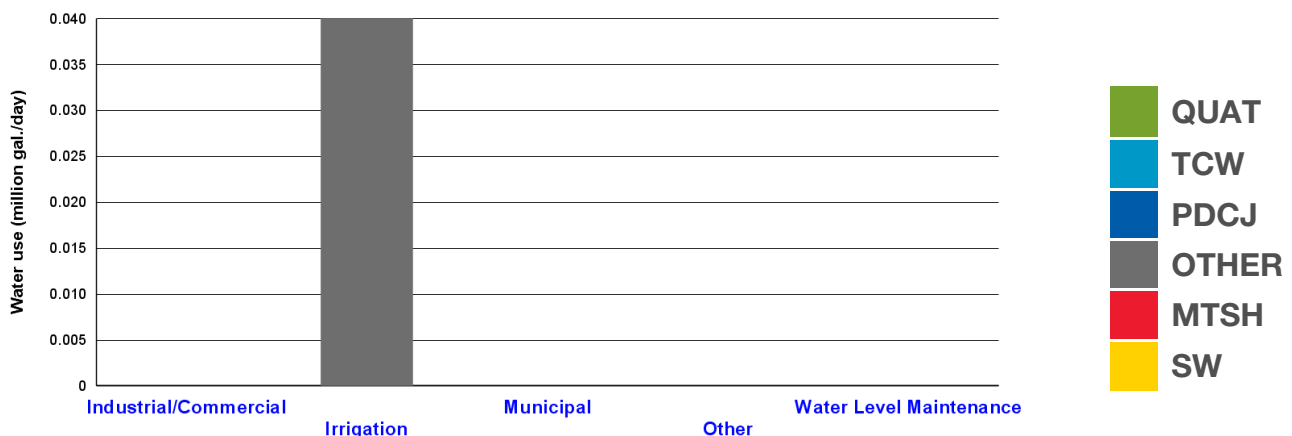 Water use (million gal./day)
0.040
0.035
0.030
0.025
0.020
0.015
0.010
0.005
0
Industrial/Commercial
Irrigation
Municipal
Other
Water Level Maintenance
QUAT
TCW
PDCJ
OTHER
MTSH
SW